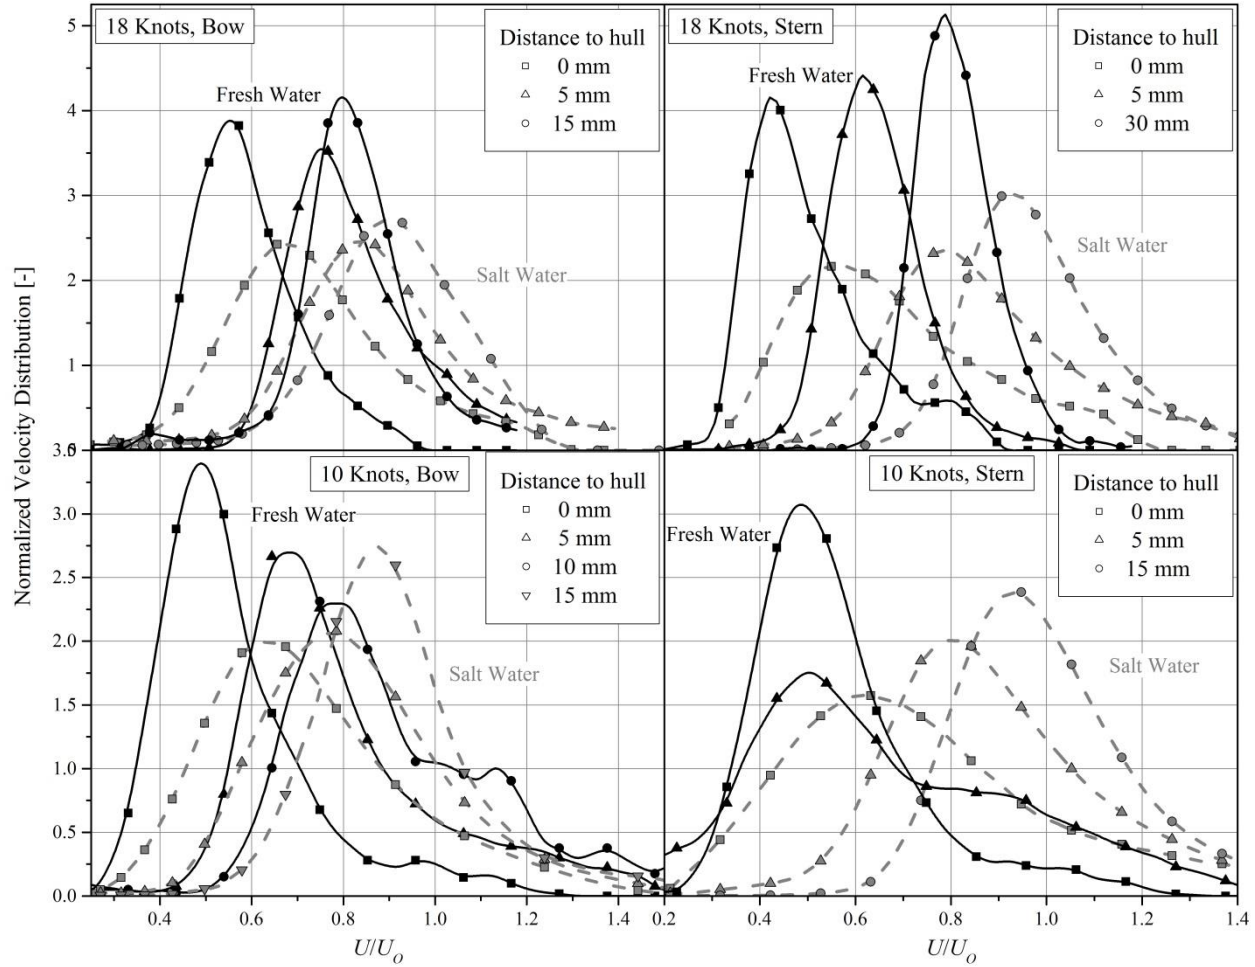 18 Knots, Bow
Distance to hull
0 mm
5 mm
15 mm
Fresh Water
Salt Water
18 Knots, Stern
Distance to hull
0 mm
5 mm
30 mm
Fresh Water
Salt Water
5
4
3
2
1
Normalized Velocity Distribution [-]
10 Knots, Bow
Distance to hull
0 mm
5 mm
10 mm
15 mm
Fresh Water
Salt Water
10 Knots, Stern
Distance to hull
0 mm
5 mm
15 mm
Fresh Water
Salt Water
3.0
2.5
2.0
1.5
1.0
0.5
0.0
0.4 0.6 0.8 1.0 1.2 1.4
0.2 0.4 0.6 0.8 1.0 1.2 1.4
U/U_O
U/U_O